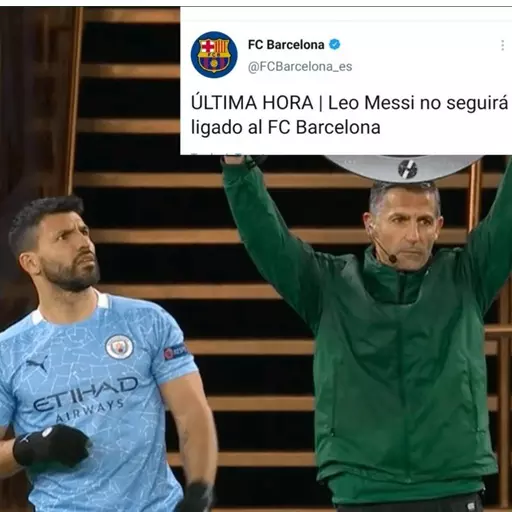 FC Barcelona
@FCBarcelona_es
ÚLTIMA HORA | Leo Messi no seguirá
ligado al FC Barcelona
ETIHAD
AIRWAYS